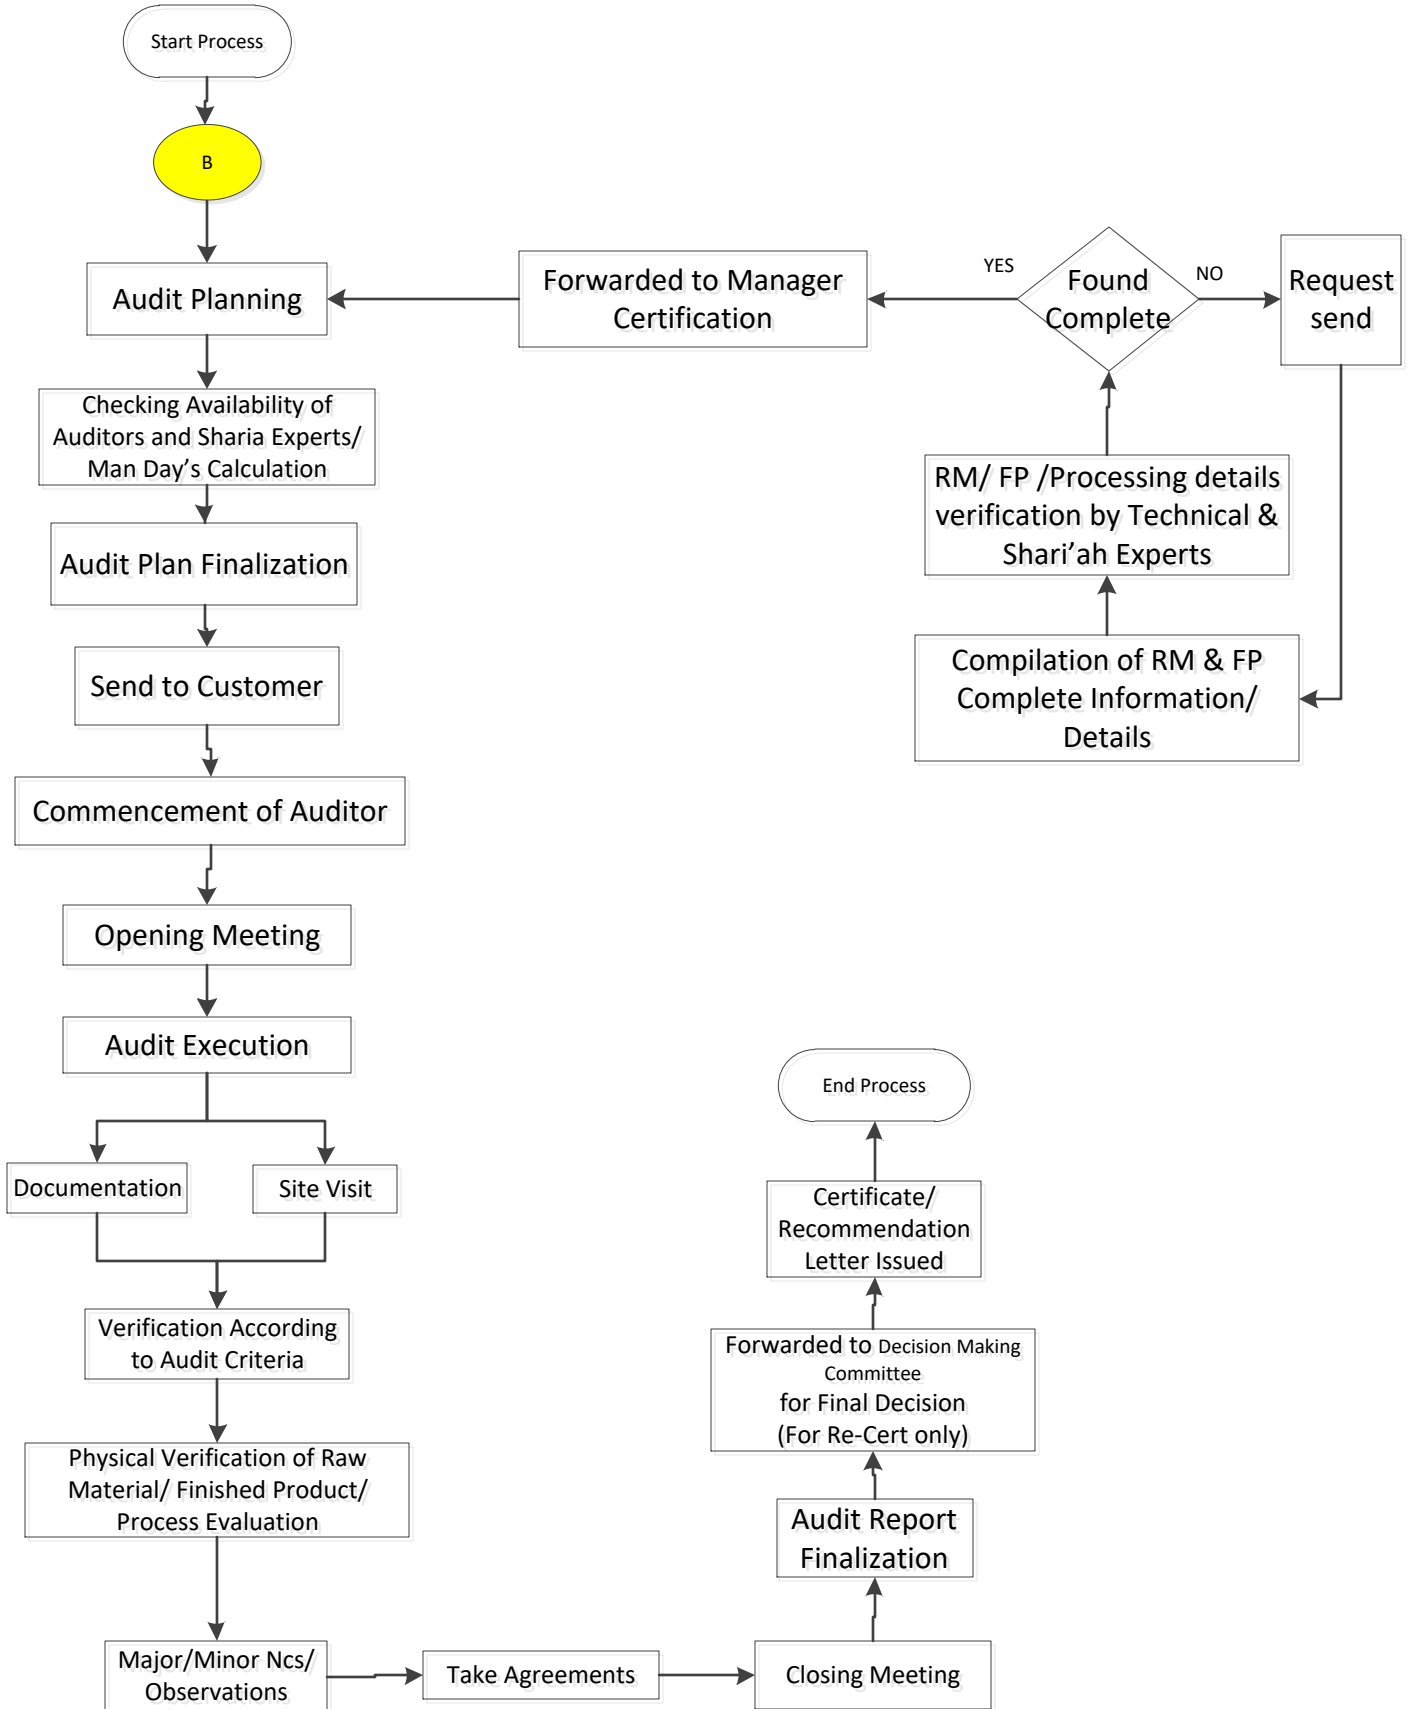 Start Process
B
Audit Planning
Forwarded to Manager
Certification
YES
Found
Complete
NO
Request
send
Checking Availability of
Auditors and Sharia Experts/
Man Day’s Calculation
RM/ FP /Processing details
verification by Technical &
Shari’ah Experts
Audit Plan Finalization
Send to Customer
Compilation of RM & FP
Complete Information/
Details
Commencement of Auditor
Opening Meeting
Audit Execution
Documentation
Site Visit
Verification According
to Audit Criteria
Physical Verification of Raw
Material/ Finished Product/
Process Evaluation
Major/Minor Ncs/
Observations
Take Agreements
Closing Meeting
Audit Report
Finalization
Forwarded to Decision Making
Committee
for Final Decision
(For Re-Cert only)
Certificate/
Recommendation
Letter Issued
End Process